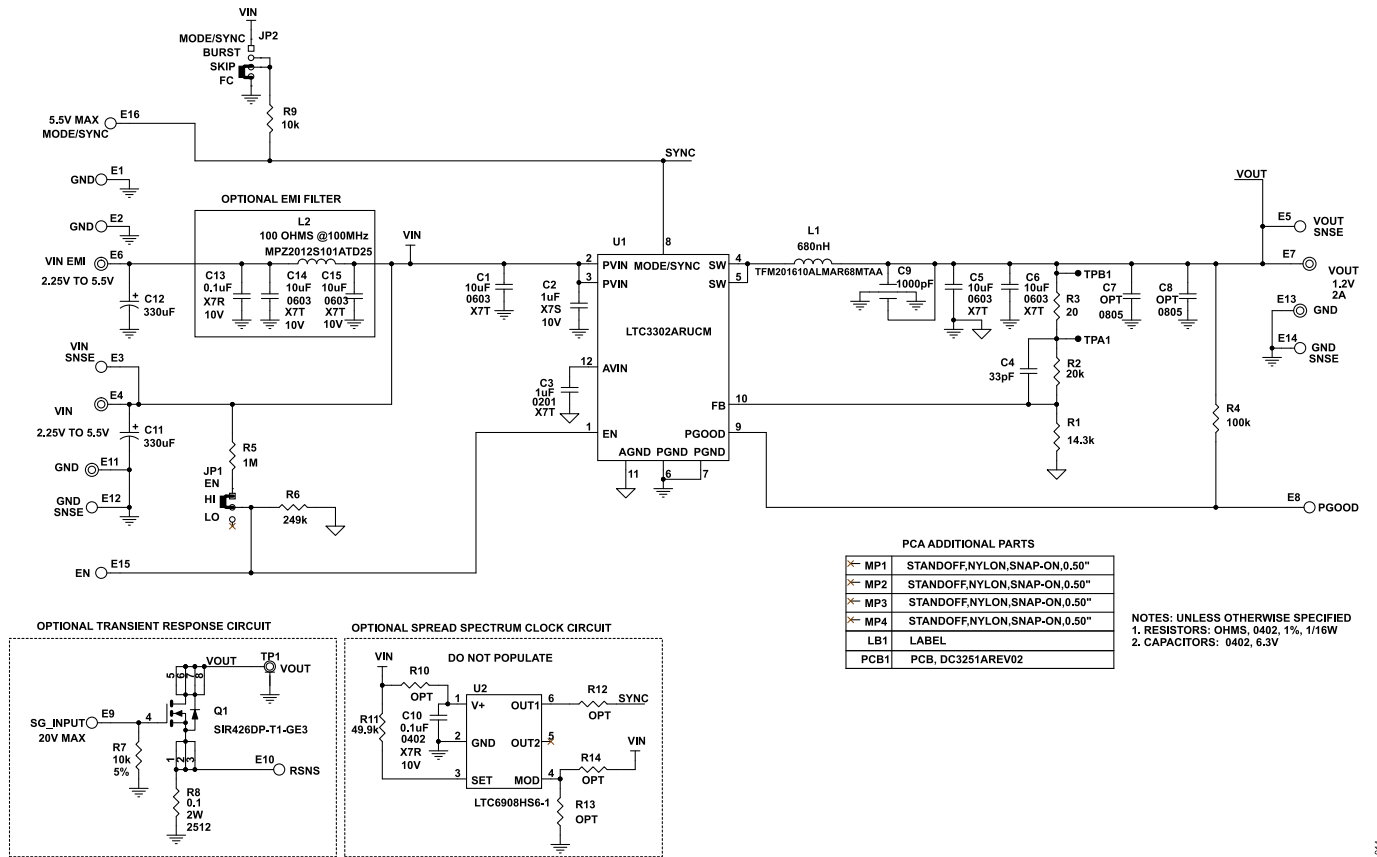 VIN
MODE/SYNC
JP2
BURST
SKIP
FC
R9
10k
5.5V MAX
MODE/SYNC
E16
SYNC
GND
E1
GND
E2
OPTIONAL EMI FILTER
L2
100 OHMS @100MHz
MPZ2012S101ATD25
VIN EMI
E6
2.25V TO 5.5V
C12
330uF
+
C13
0.1uF
X7R
10V
C14
10uF
0603
X7T
10V
C15
10uF
0603
X7T
10V
VIN
C1
10uF
0603
X7T
C2
1uF
X7S
10V
C3
1uF
0201
X7T
U1
8
2
PVIN
MODE/SYNC
SW
4
3
PVIN
SW
5
LTC3302ARUCM
12
AVIN
FB
10
1
EN
PGOOD
9
AGND
PGND
PGND
11
6
7
L1
680nH
TFM201610ALMAR68MTAA
C9
1000pF
C5
10uF
0603
X7T
C6
10uF
0603
X7T
TPB1
R3
20
TPA1
C4
33pF
R2
20k
R1
14.3k
C7
OPT
0805
C8
OPT
0805
R4
100k
VOUT
E5
VOUT
SNSE
E7
VOUT
1.2V
2A
E13
GND
E14
GND
SNSE
E8
PGOOD
VIN
SNSE
E3
E4
VIN
2.25V TO 5.5V
C11
330uF
+
GND
E11
GND
SNSE
E12
R5
1M
JP1
EN
HI
LO
R6
249k
EN
E15
PCA ADDITIONAL PARTS
MP1 STANDOFF,NYLON,SNAP-ON,0.50"
MP2 STANDOFF,NYLON,SNAP-ON,0.50"
MP3 STANDOFF,NYLON,SNAP-ON,0.50"
MP4 STANDOFF,NYLON,SNAP-ON,0.50"
LB1 LABEL
PCB1 PCB, DC3251AREV02
NOTES: UNLESS OTHERWISE SPECIFIED
1. RESISTORS: OHMS, 0402, 1%, 1/16W
2. CAPACITORS: 0402, 6.3V
OPTIONAL TRANSIENT RESPONSE CIRCUIT
VOUT
TP1
VOUT
5
6
7
8
Q1
SIR426DP-T1-GE3
SG_INPUT
E9
20V MAX
4
R7
10k
5%
1
2
3
E10
RSNS
R8
0.1
2W
2512
OPTIONAL SPREAD SPECTRUM CLOCK CIRCUIT
DO NOT POPULATE
VIN
R10
OPT
R11
49.9k
C10
0.1uF
0402
X7R
10V
U2
1
V+
OUT1
6
2
GND
OUT2
5
3
SET
MOD
4
LTC6908HS6-1
R12
OPT
SYNC
R14
OPT
VIN
R13
OPT